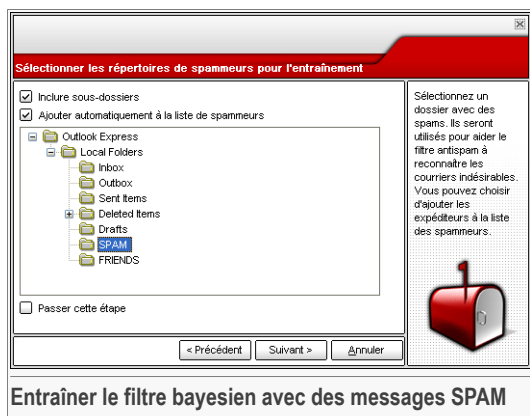 Sélectionner les répertoires de spammeurs pour l'entraînement
Inclure sous-dossiers
Ajouter automatiquement à la liste de spammeurs
Outlook Express
Local Folders
Inbox
Outbox
Sent Items
Deleted Items
Drafts
SPAM
FRIENDS
Passer cette étape
< Précédent
Suivant >
Annuler
Sélectionnez un
dossier avec des
spams. Ils seront
utilisés pour aider le
filtre antispam à
reconnaître les
courriers indésirables.
Vous pouvez choisir
d'ajouter les
expéditeurs à la liste
des spammeurs.
Entraîner le filtre bayesien avec des messages SPAM